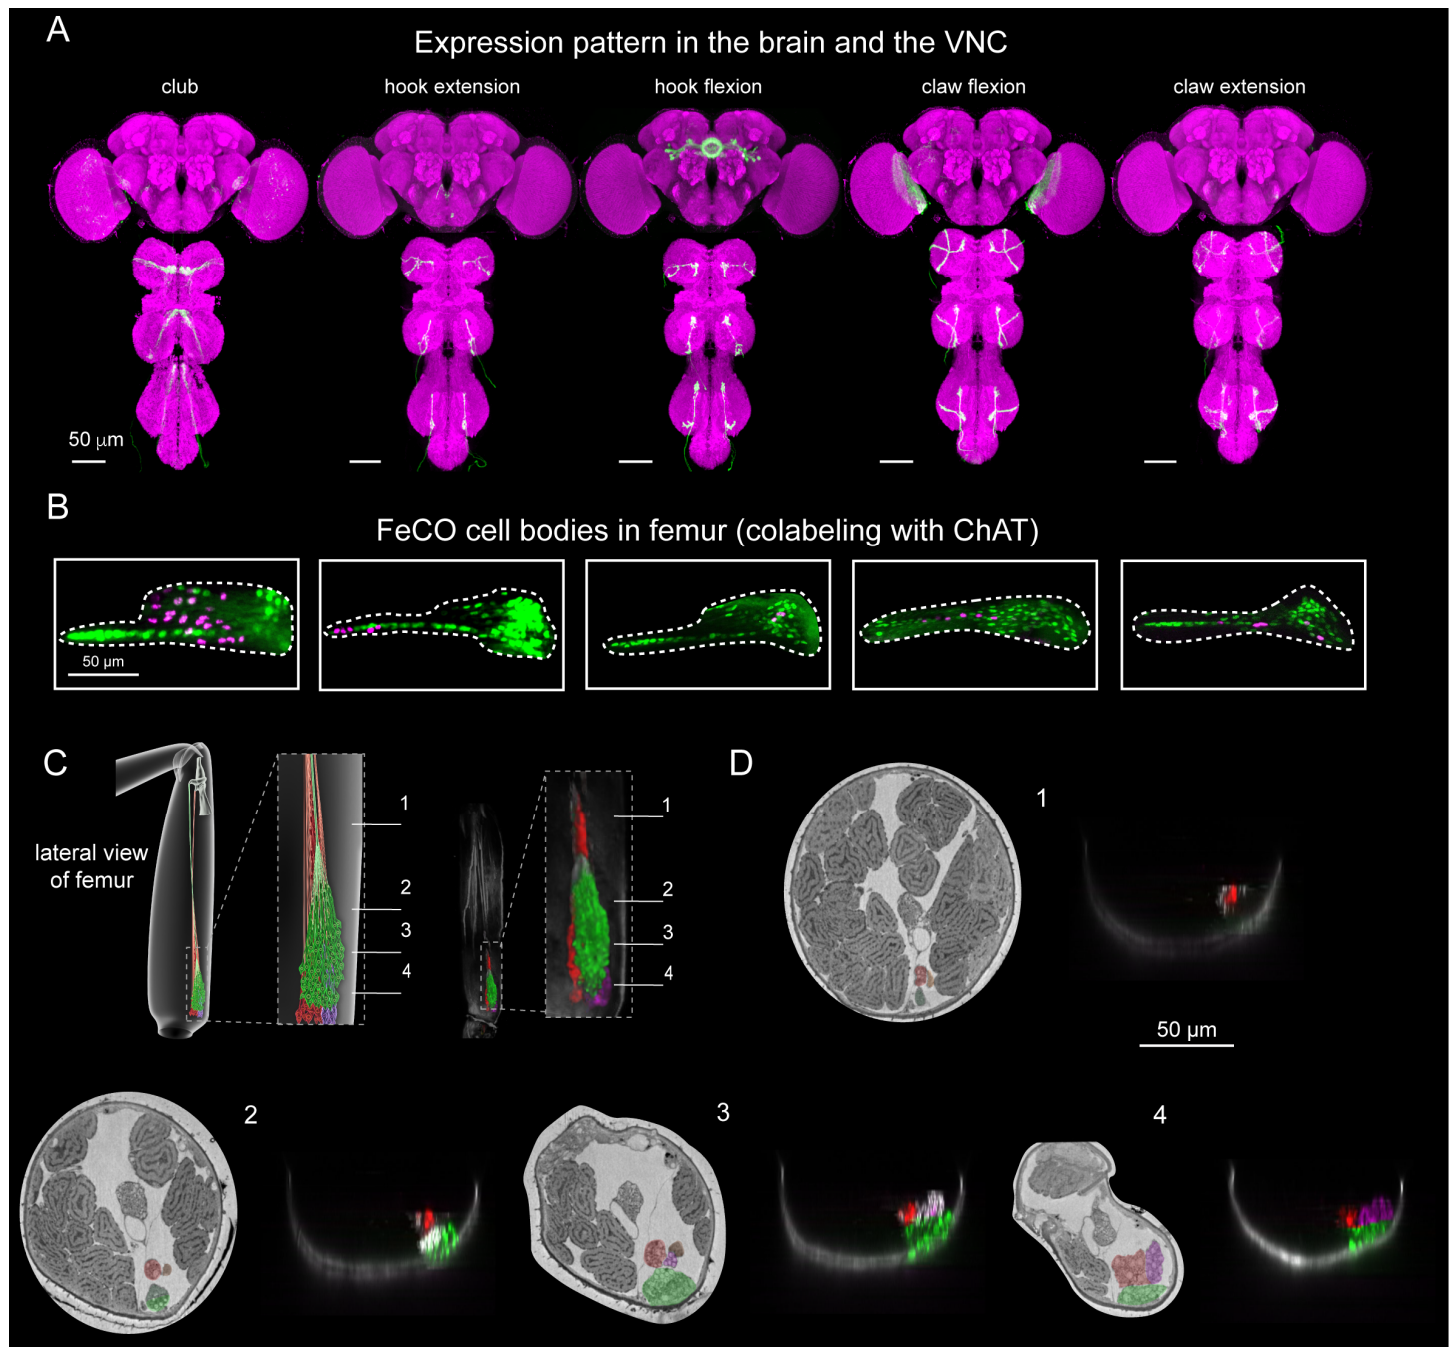 A
Expression pattern in the brain and the VNC
club
hook extension
hook flexion
claw flexion
claw extension
50 μm
B
FeCO cell bodies in femur (colabeling with ChAT)
50 μm
C
lateral view
of femur
1
2
3
4
1
2
3
4
D
1
50 μm
2
3
4